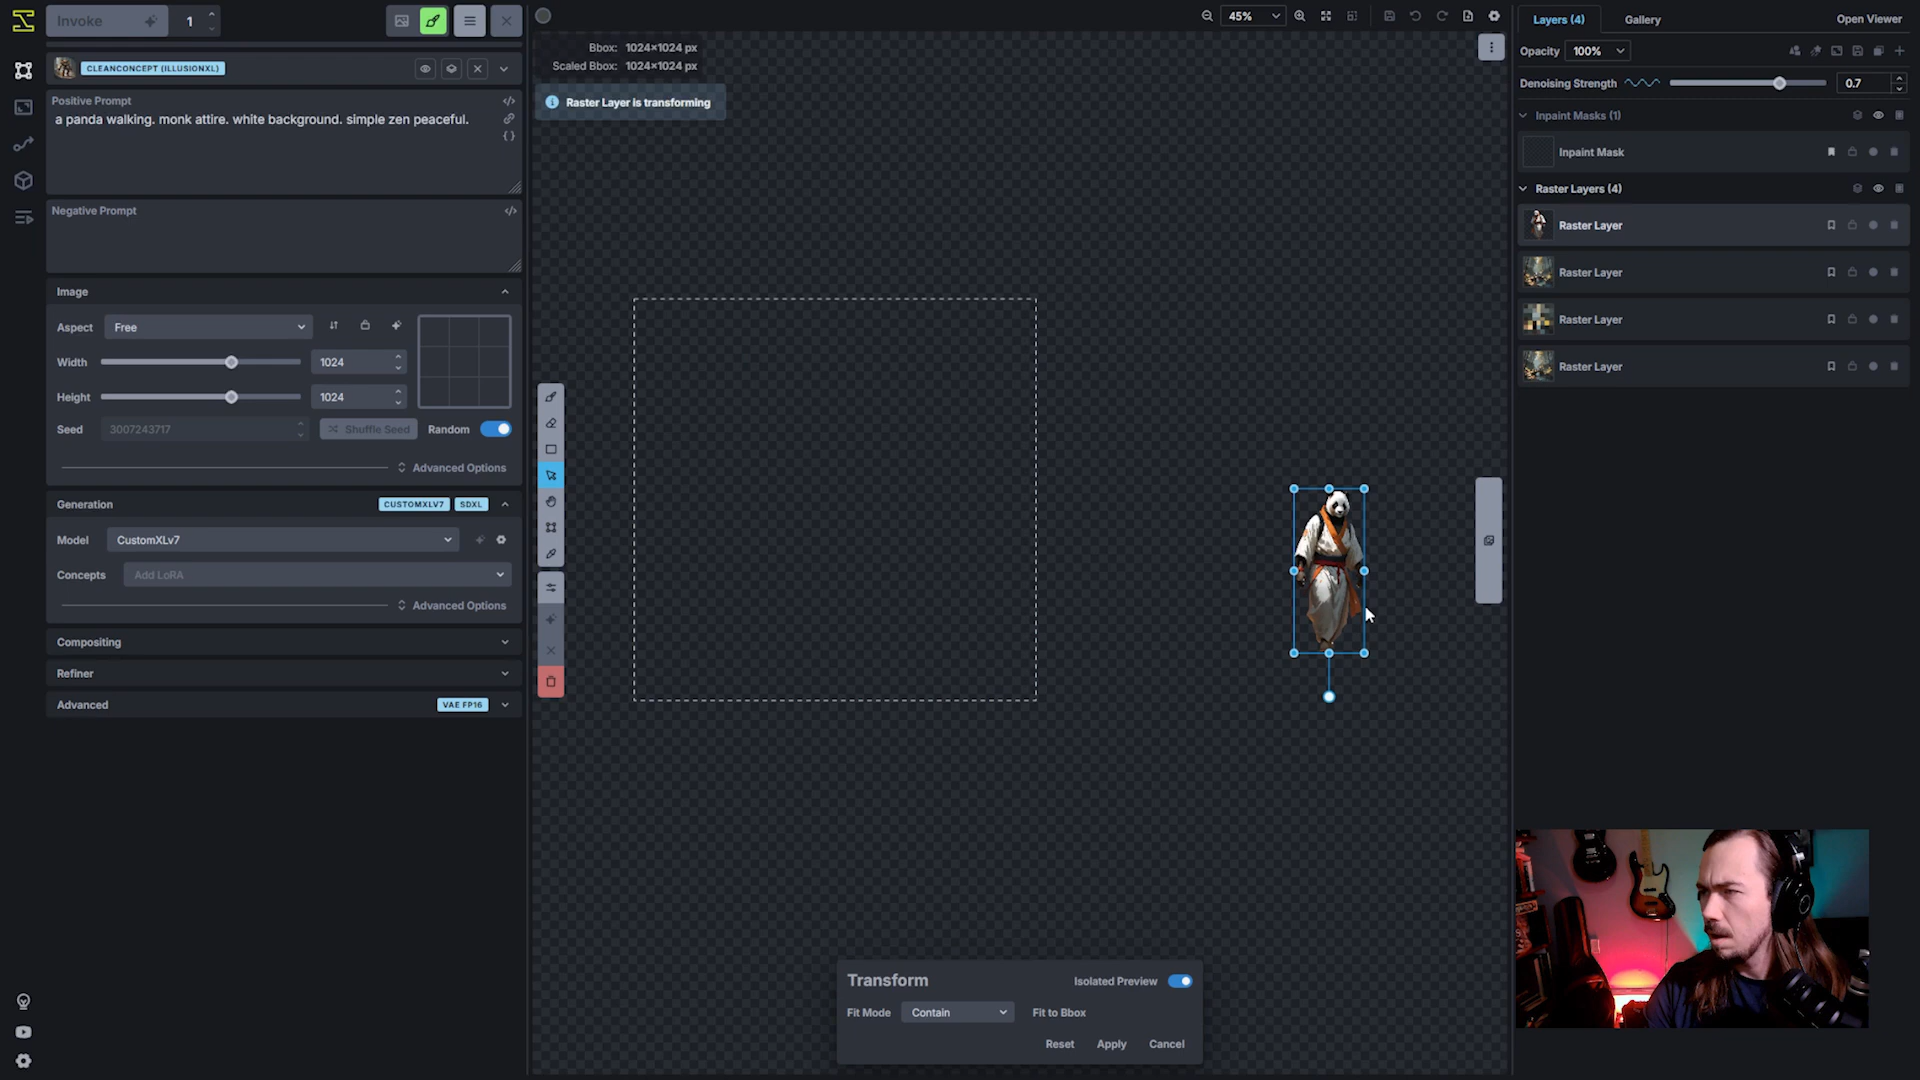 Invoke
1
45%
Layers (4)
Gallery
Open Viewer
Bbox: 1024×1024 px
Scaled Bbox: 1024×1024 px
Opacity 100%
CLEANCONCEPT (ILLUSIONXL)
Denoising Strength 0.7
Positive Prompt
a panda walking. monk attire. white background. simple zen peaceful.
Raster Layer is transforming
Inpaint Masks (1)
Inpaint Mask
Raster Layers (4)
Raster Layer
Raster Layer
Raster Layer
Raster Layer
Negative Prompt
Image
Aspect Free
Width 1024
Height 1024
Seed 3007243717 Shuffle Seed Random
Advanced Options
Generation CUSTOMXLV7 SDXL
Model CustomXLv7
Concepts Add LoRA
Advanced Options
Compositing
Refiner
Advanced VAE FP16
Transform Isolated Preview
Fit Mode Contain Fit to Bbox
Reset Apply Cancel